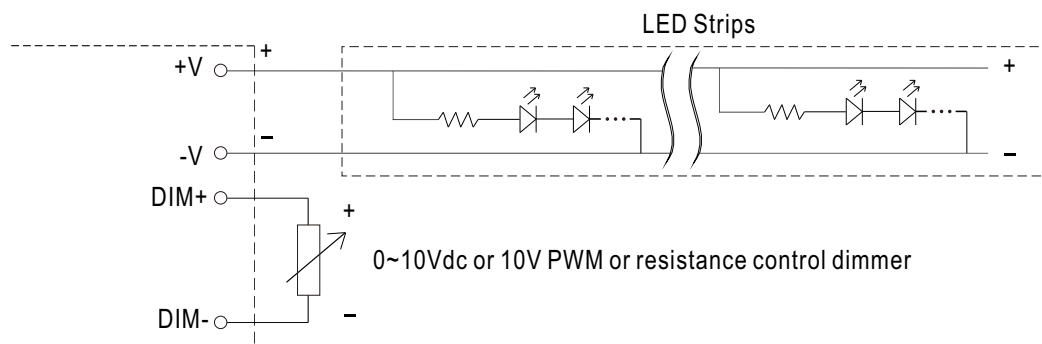 LED Strips
+
+V
+
−
-V
−
DIM+
+
0~10Vdc or 10V PWM or resistance control dimmer
DIM-
−